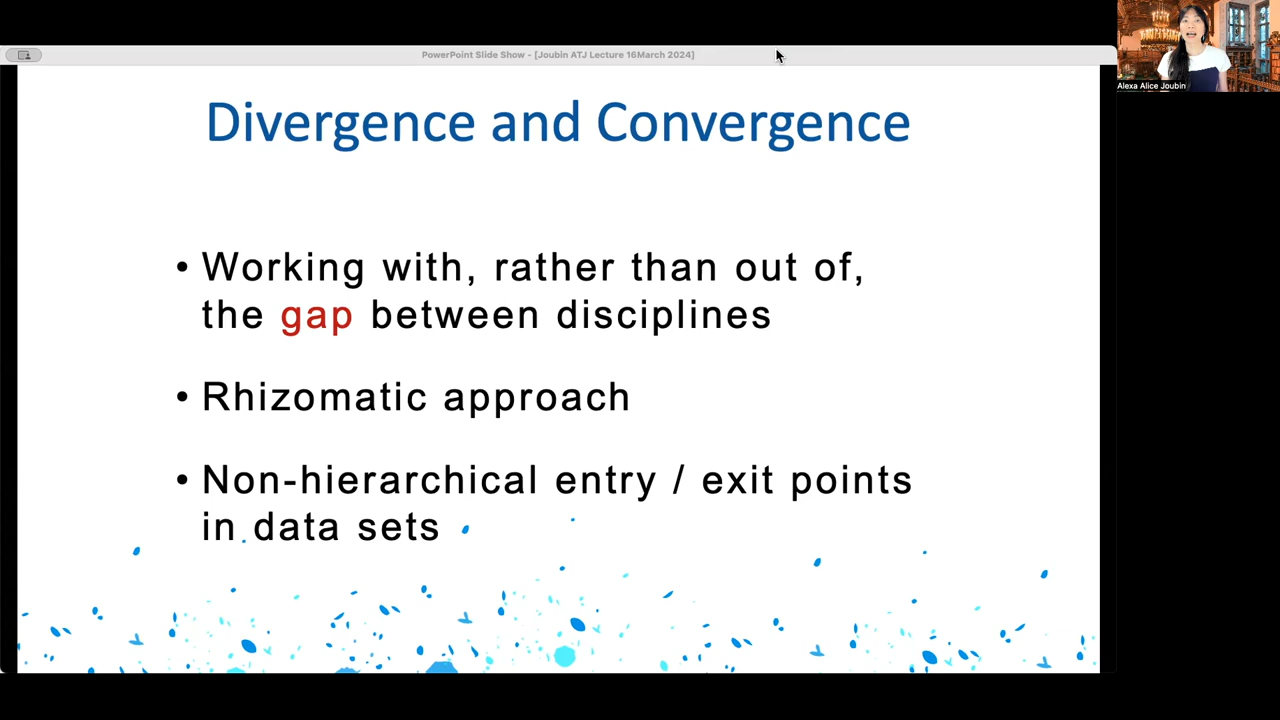 PowerPoint Slide Show - [Joubin ATJ Lecture 16March 2024]
Alexa Alice Joubin
Divergence and Convergence
• Working with, rather than out of,
the gap between disciplines
• Rhizomatic approach
• Non-hierarchical entry / exit points
in data sets